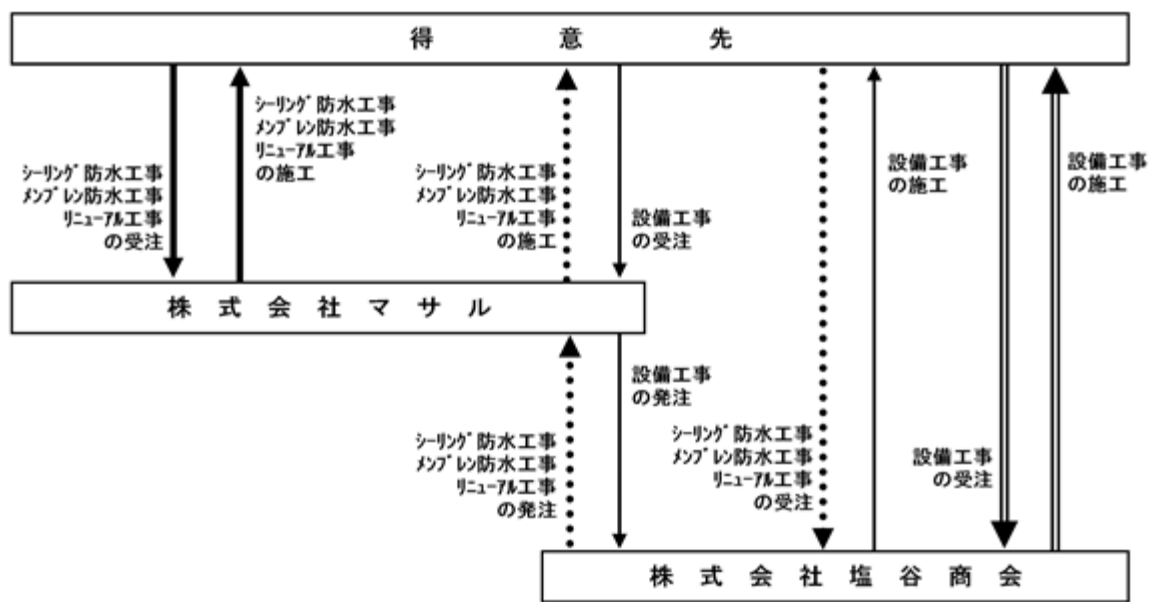 得意先
シーリング防水工事
メンブレン防水工事
リニューアル工事
の受注
シーリング防水工事
メンブレン防水工事
リニューアル工事
の施工
シーリング防水工事
メンブレン防水工事
リニューアル工事
の施工
設備工事
の受注
設備工事
の施工
設備工事
の施工
株式会社マサル
設備工事
の発注
シーリング防水工事
メンブレン防水工事
リニューアル工事
の発注
シーリング防水工事
メンブレン防水工事
リニューアル工事
の受注
設備工事
の受注
株式会社塩谷商会